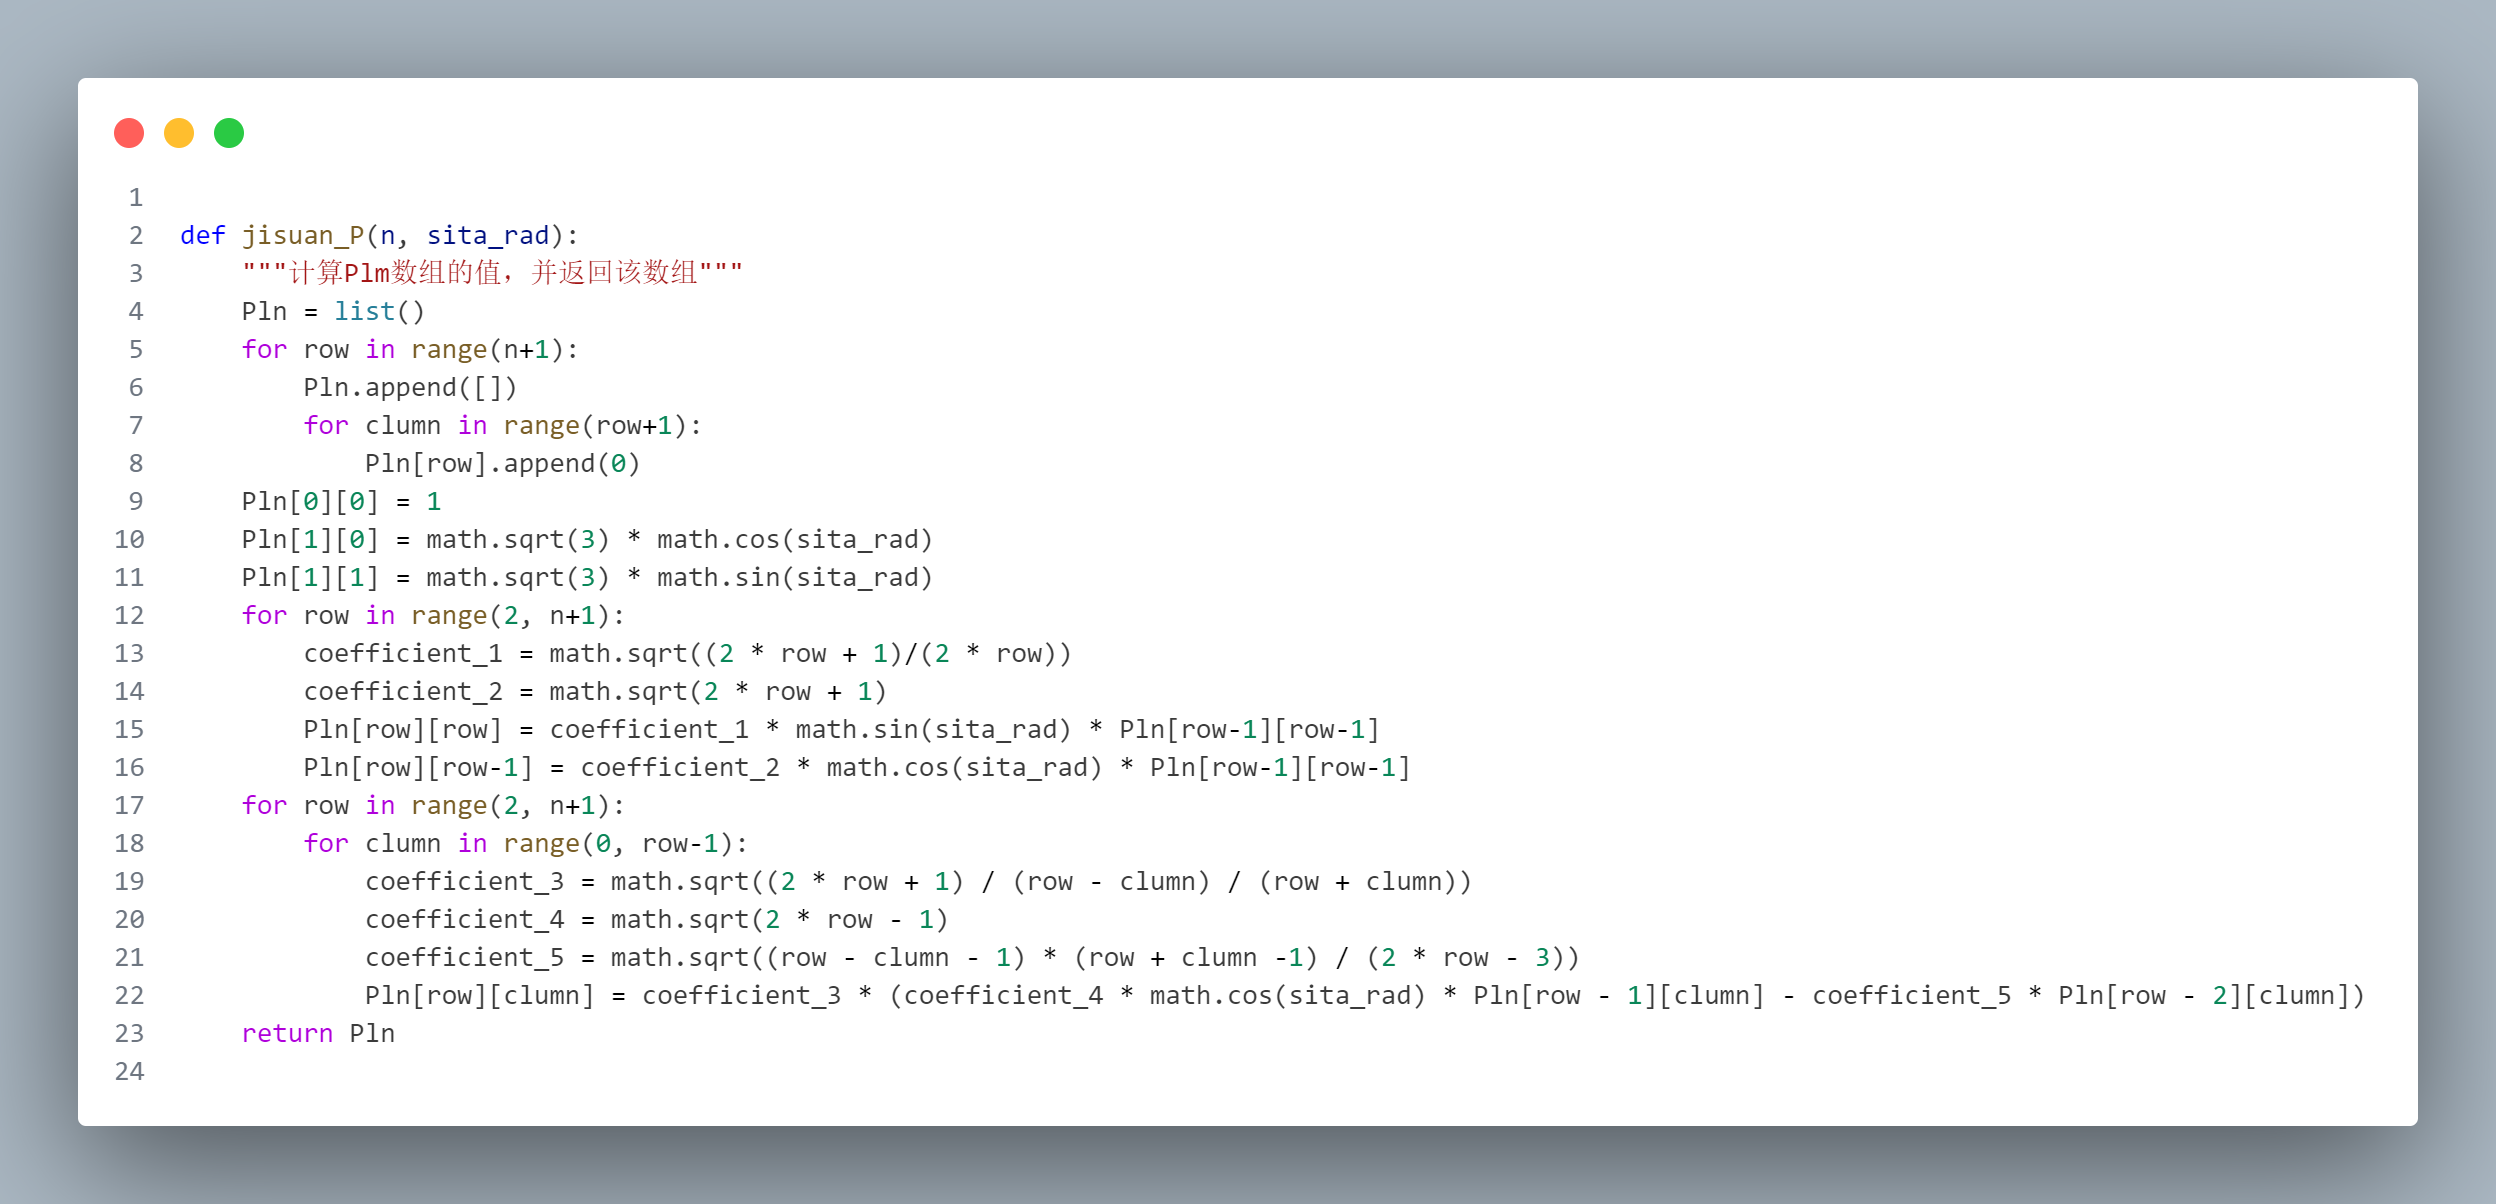 1
2 def jisuan_P(n, sita_rad):
3     """计算Plm数组的值，并返回该数组"""
4     Pln = list()
5     for row in range(n+1):
6         Pln.append([])
7         for clumn in range(row+1):
8             Pln[row].append(0)
9     Pln[0][0] = 1
10     Pln[1][0] = math.sqrt(3) * math.cos(sita_rad)
11     Pln[1][1] = math.sqrt(3) * math.sin(sita_rad)
12     for row in range(2, n+1):
13         coefficient_1 = math.sqrt((2 * row + 1)/(2 * row))
14         coefficient_2 = math.sqrt(2 * row + 1)
15         Pln[row][row] = coefficient_1 * math.sin(sita_rad) * Pln[row-1][row-1]
16         Pln[row][row-1] = coefficient_2 * math.cos(sita_rad) * Pln[row-1][row-1]
17     for row in range(2, n+1):
18         for clumn in range(0, row-1):
19             coefficient_3 = math.sqrt((2 * row + 1) / (row - clumn) / (row + clumn))
20             coefficient_4 = math.sqrt(2 * row - 1)
21             coefficient_5 = math.sqrt((row - clumn - 1) * (row + clumn -1) / (2 * row - 3))
22             Pln[row][clumn] = coefficient_3 * (coefficient_4 * math.cos(sita_rad) * Pln[row - 1][clumn] - coefficient_5 * Pln[row - 2][clumn])
23     return Pln
24